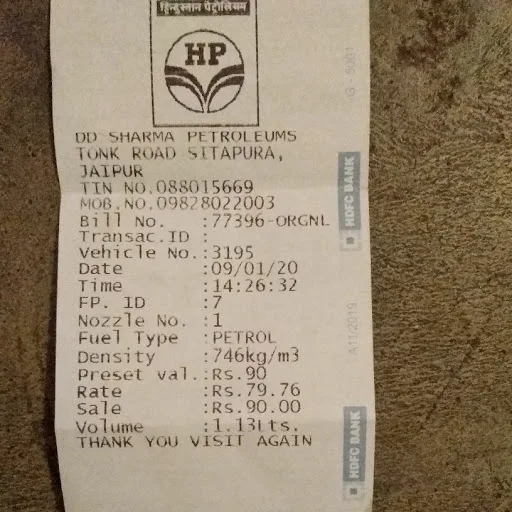 हिन्दुस्तान पेट्रोलियम
HP
DD SHARMA PETROLEUMS
TONK ROAD SITAPURA,
JAIPUR
TIN NO.088015669
MOB.NO.09828022003
Bill No. :77396-ORGNL
Transac.ID :
Vehicle No.:3195
Date :09/01/20
Time :14:26:32
FP. ID :7
Nozzle No. :1
Fuel Type :PETROL
Density :746kg/m3
Preset val.:Rs.90
Rate :Rs.79.76
Sale :Rs.90.00
Volume :1.13Lts.
THANK YOU VISIT AGAIN
HDFC BANK
A11/2019
HDFC BANK